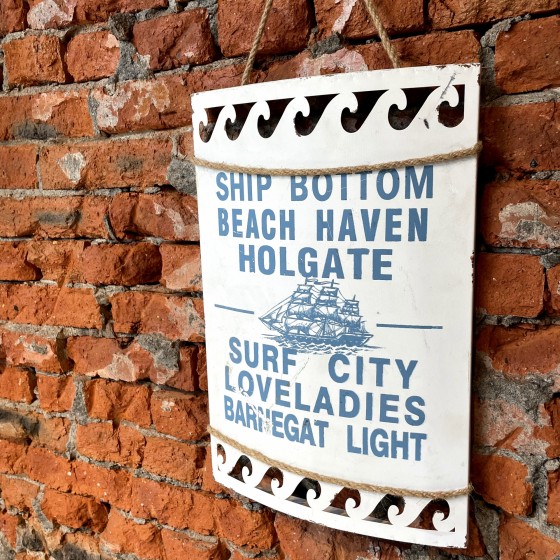 SHIP BOTTOM
BEACH HAVEN
HOLGATE
SURF CITY
LOVELADIES
BARNEGAT LIGHT